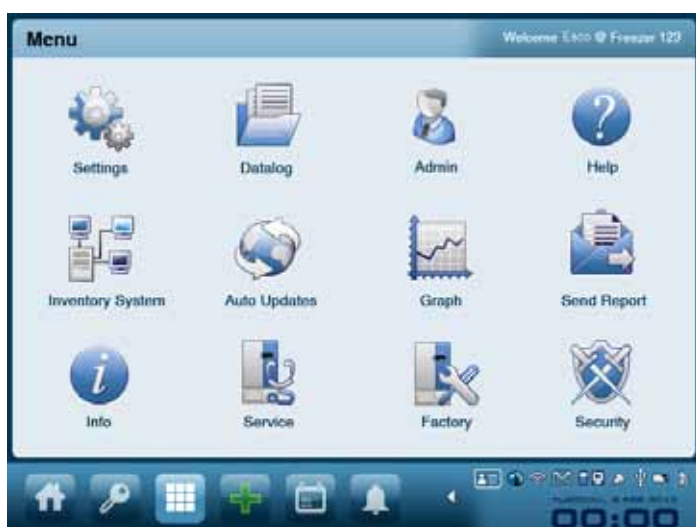 Menu
Welcome Esco @ Freezer 123
Settings
Datalog
Admin
Help
Inventory System
Auto Updates
Graph
Send Report
Info
Service
Factory
Security
00:00